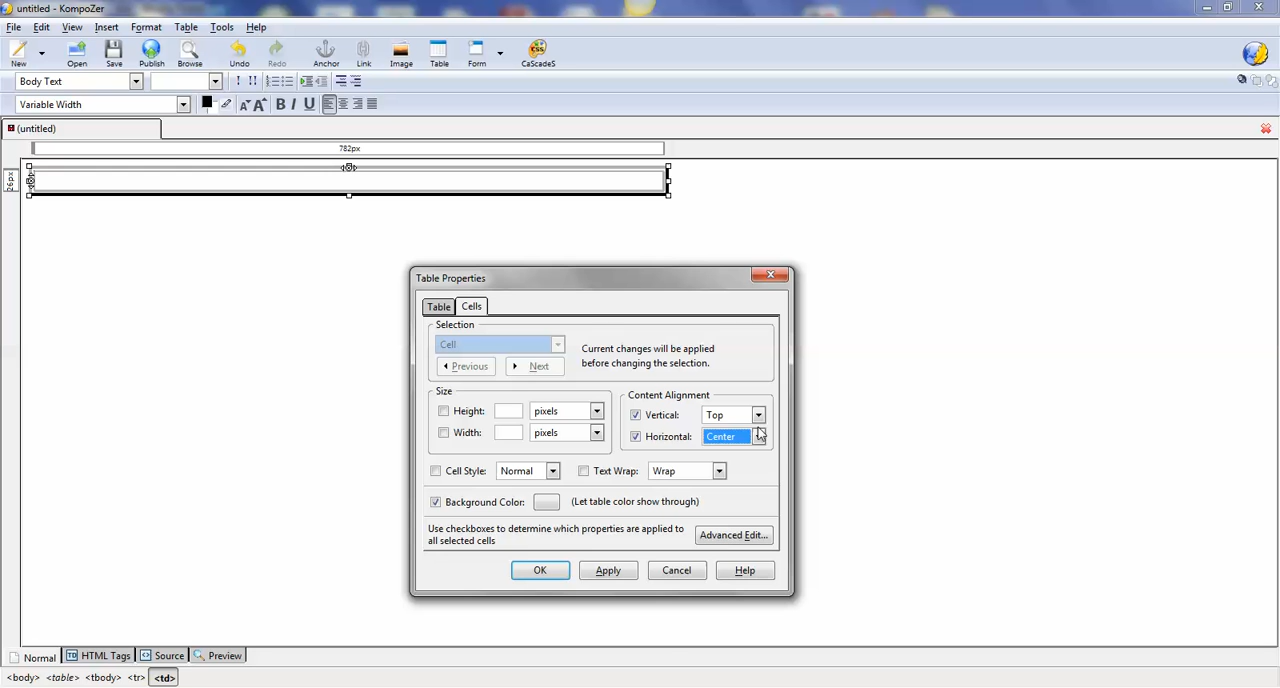 untitled - KompoZer
File Edit View Insert Format Table Tools Help
New Open Save Publish Browse Undo Redo Anchor Link Image Table Form CaScadeS
Body Text
Variable Width
B I U
(untitled)
782px
26px
Table Properties
Table Cells
Selection
Cell
Previous Next
Current changes will be applied
before changing the selection.
Size
Height: pixels
Width: pixels
Content Alignment
Vertical: Top
Horizontal: Center
Cell Style: Normal Text Wrap: Wrap
Background Color: (Let table color show through)
Use checkboxes to determine which properties are applied to
all selected cells
Advanced Edit...
OK Apply Cancel Help
Normal HTML Tags Source Preview
<body> <table> <tbody> <tr> <td>